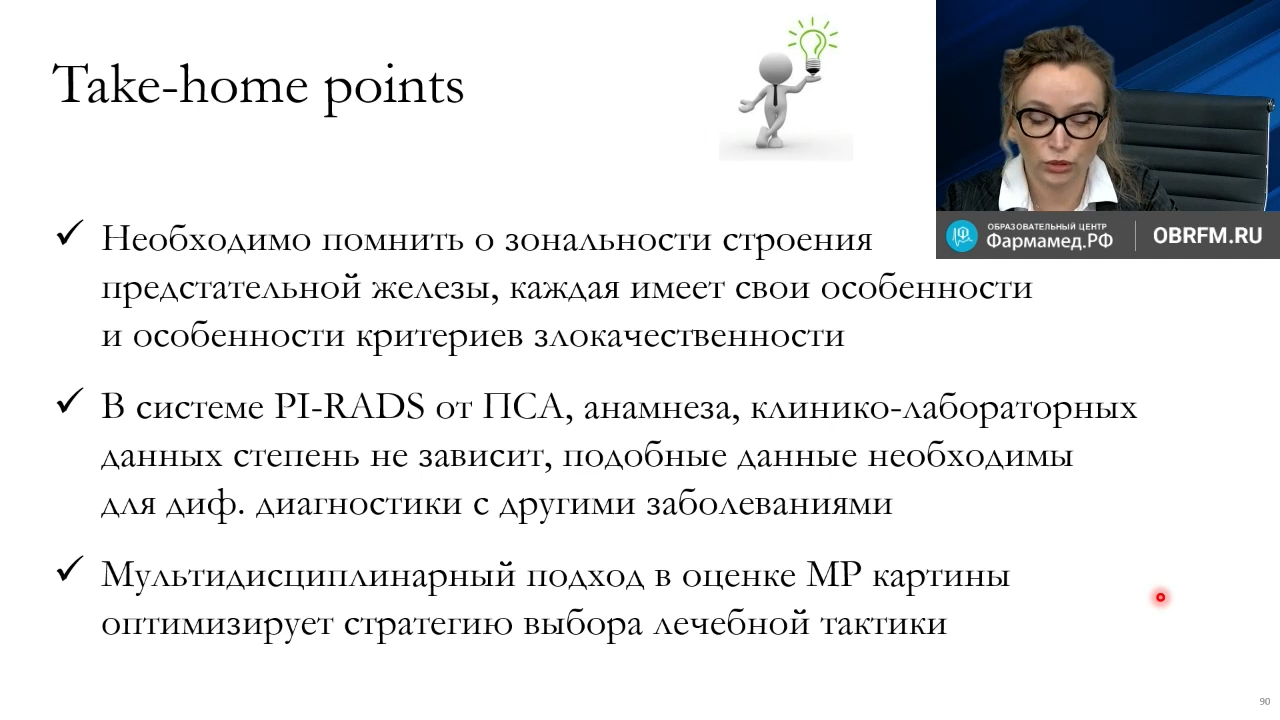 Take-home points
ОБРАЗОВАТЕЛЬНЫЙ ЦЕНТР
Фармамед.РФ
OBRFM.RU
✓ Необходимо помнить о зональности строения
предстательной железы, каждая имеет свои особенности
и особенности критериев злокачественности
✓ В системе PI-RADS от ПСА, анамнеза, клинико-лабораторных
данных степень не зависит, подобные данные необходимы
для диф. диагностики с другими заболеваниями
✓ Мультидисциплинарный подход в оценке МР картины
оптимизирует стратегию выбора лечебной тактики
90